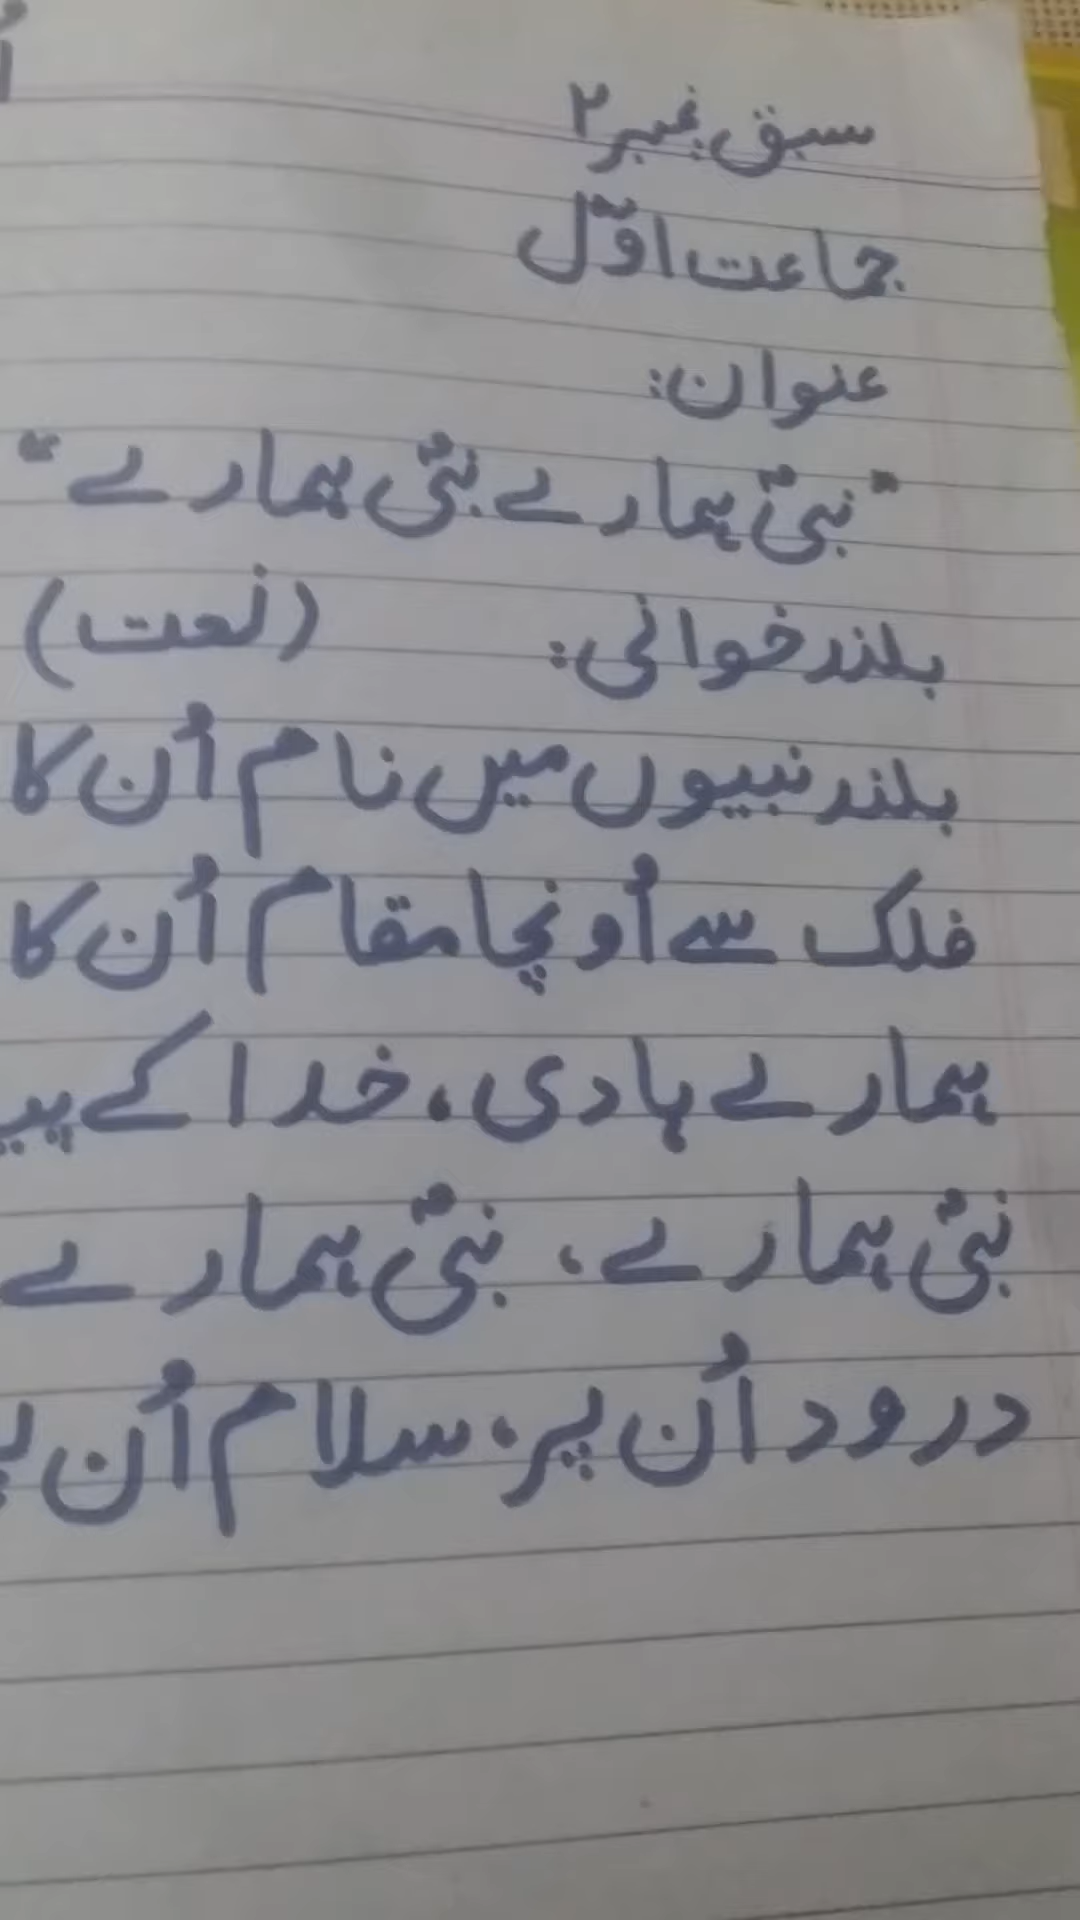 سبق نمبر ۲
جماعت اوّل
عنوان:
"نبیؐ ہمارے نبیؐ ہمارے"
بلند خوانی: (نعت)
بلند نبیوں میں نام اُن کا
فلک سے اُونچا مقام اُن کا
ہمارے ہادی، خدا کے
نبیؐ ہمارے، نبیؐ ہمارے
درود اُن پر، سلام اُن